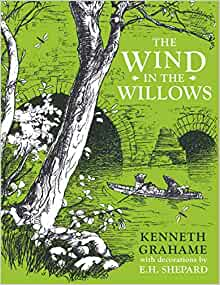 THE
WIND
IN THE
WILLOWS
KENNETH
GRAHAME
with decorations by
E.H. SHEPARD